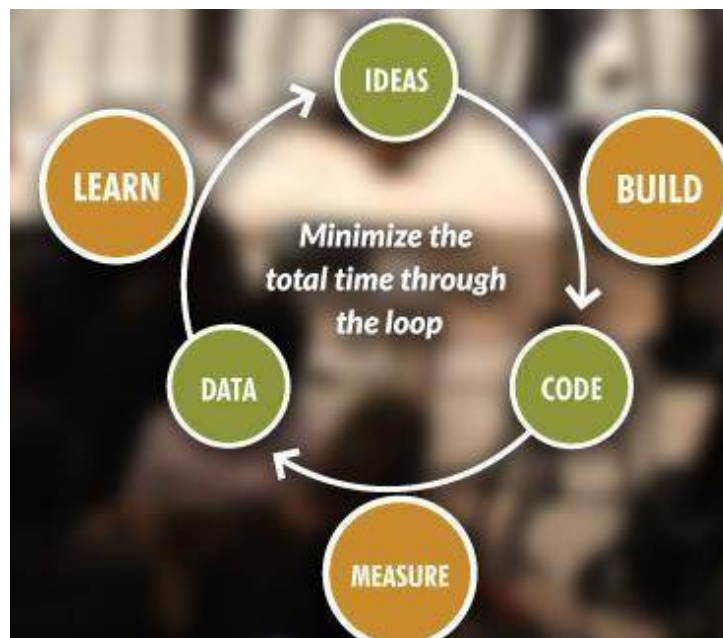 IDEAS
LEARN
BUILD
Minimize the
total time through
the loop
DATA
CODE
MEASURE